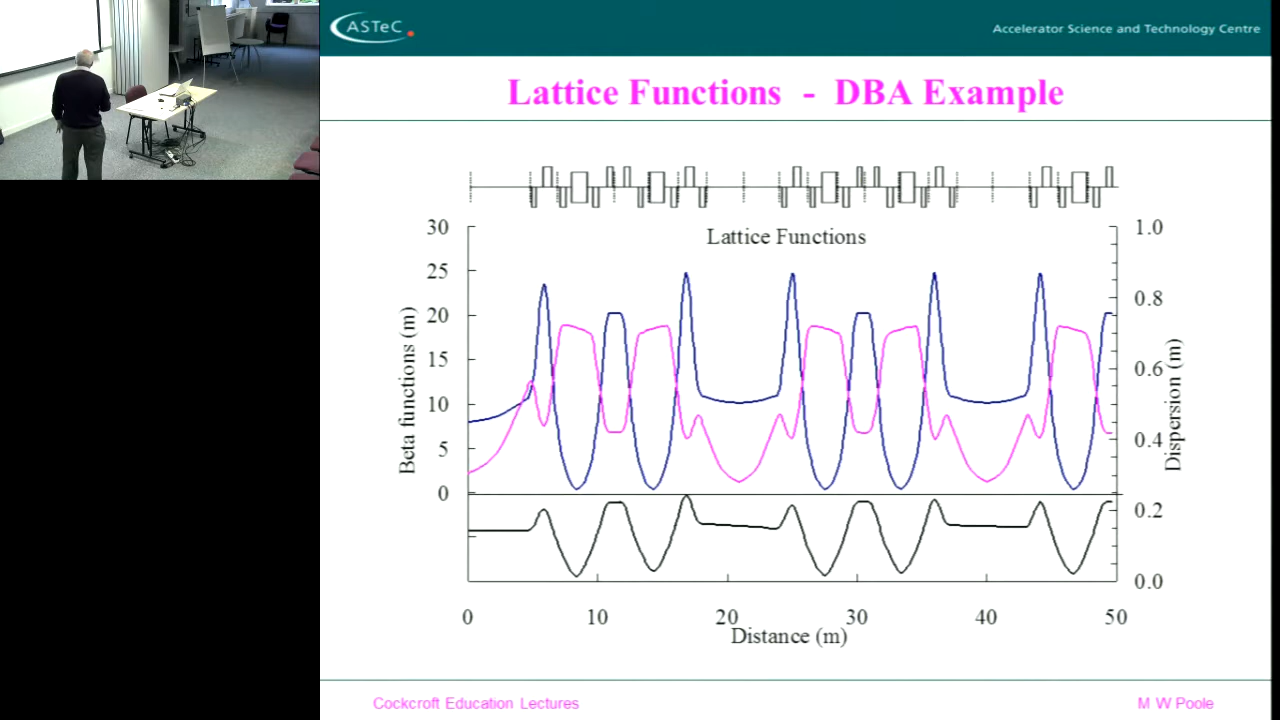 ASTeC
Accelerator Science and Technology Centre
Lattice Functions - DBA Example
Lattice Functions
30
25
20
15
10
5
0
Beta functions (m)
1.0
0.8
0.6
0.4
0.2
0.0
Dispersion (m)
0 10 20 30 40 50
Distance (m)
Cockcroft Education Lectures
M W Poole